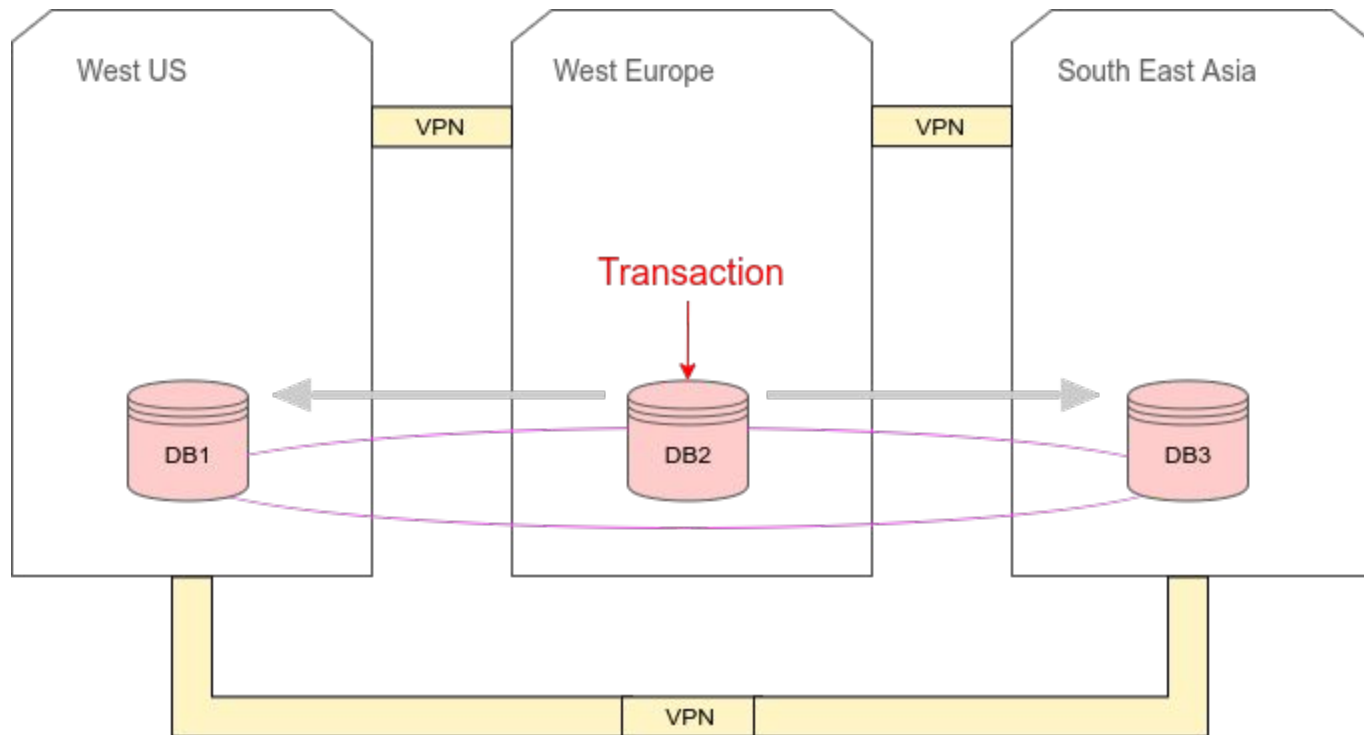 West US
West Europe
South East Asia
VPN
VPN
Transaction
DB1
DB2
DB3
VPN